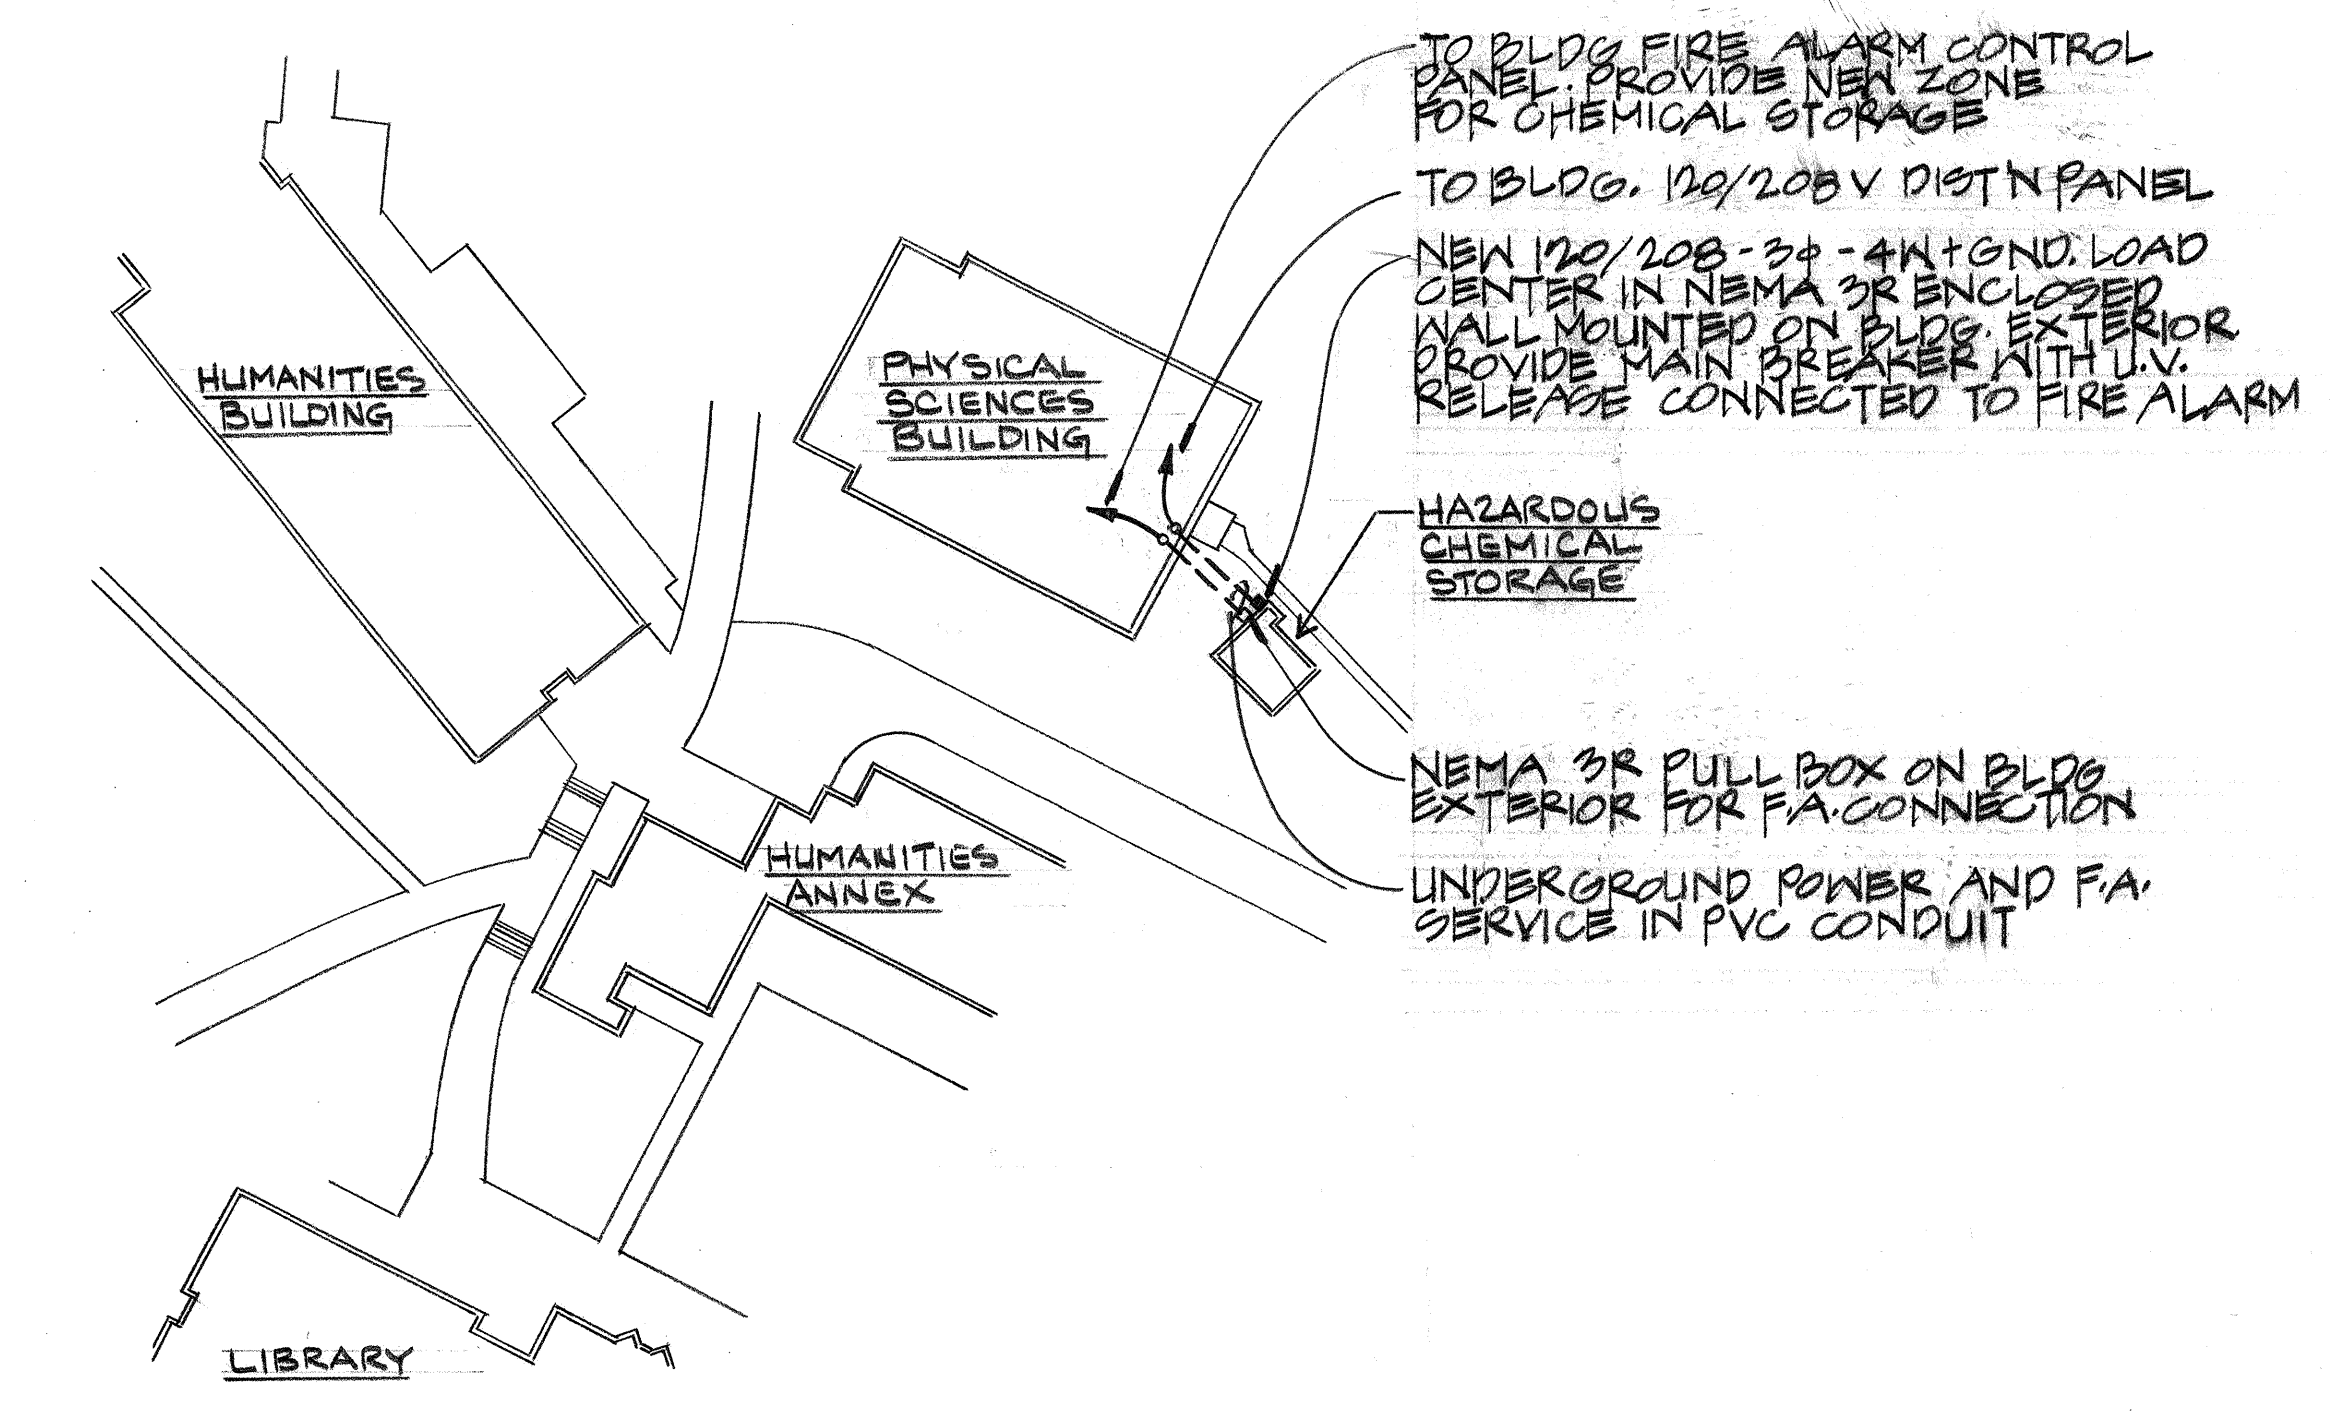 TO BLDG FIRE ALARM CONTROL
PANEL. PROVIDE NEW ZONE
FOR CHEMICAL STORAGE
TO BLDG. 120/208 V DIST'N PANEL
NEW 120/208-3φ-4W+GND. LOAD
CENTER IN NEMA 3R ENCLOSED
WALL MOUNTED ON BLDG. EXTERIOR
PROVIDE MAIN BREAKER WITH U.V.
RELEASE CONNECTED TO FIRE ALARM
HUMANITIES
BUILDING
PHYSICAL
SCIENCES
BUILDING
HAZARDOUS
CHEMICAL
STORAGE
NEMA 3R PULL BOX ON BLDG
EXTERIOR FOR F.A. CONNECTION
HUMANITIES
ANNEX
UNDERGROUND POWER AND F.A.
SERVICE IN PVC CONDUIT
LIBRARY